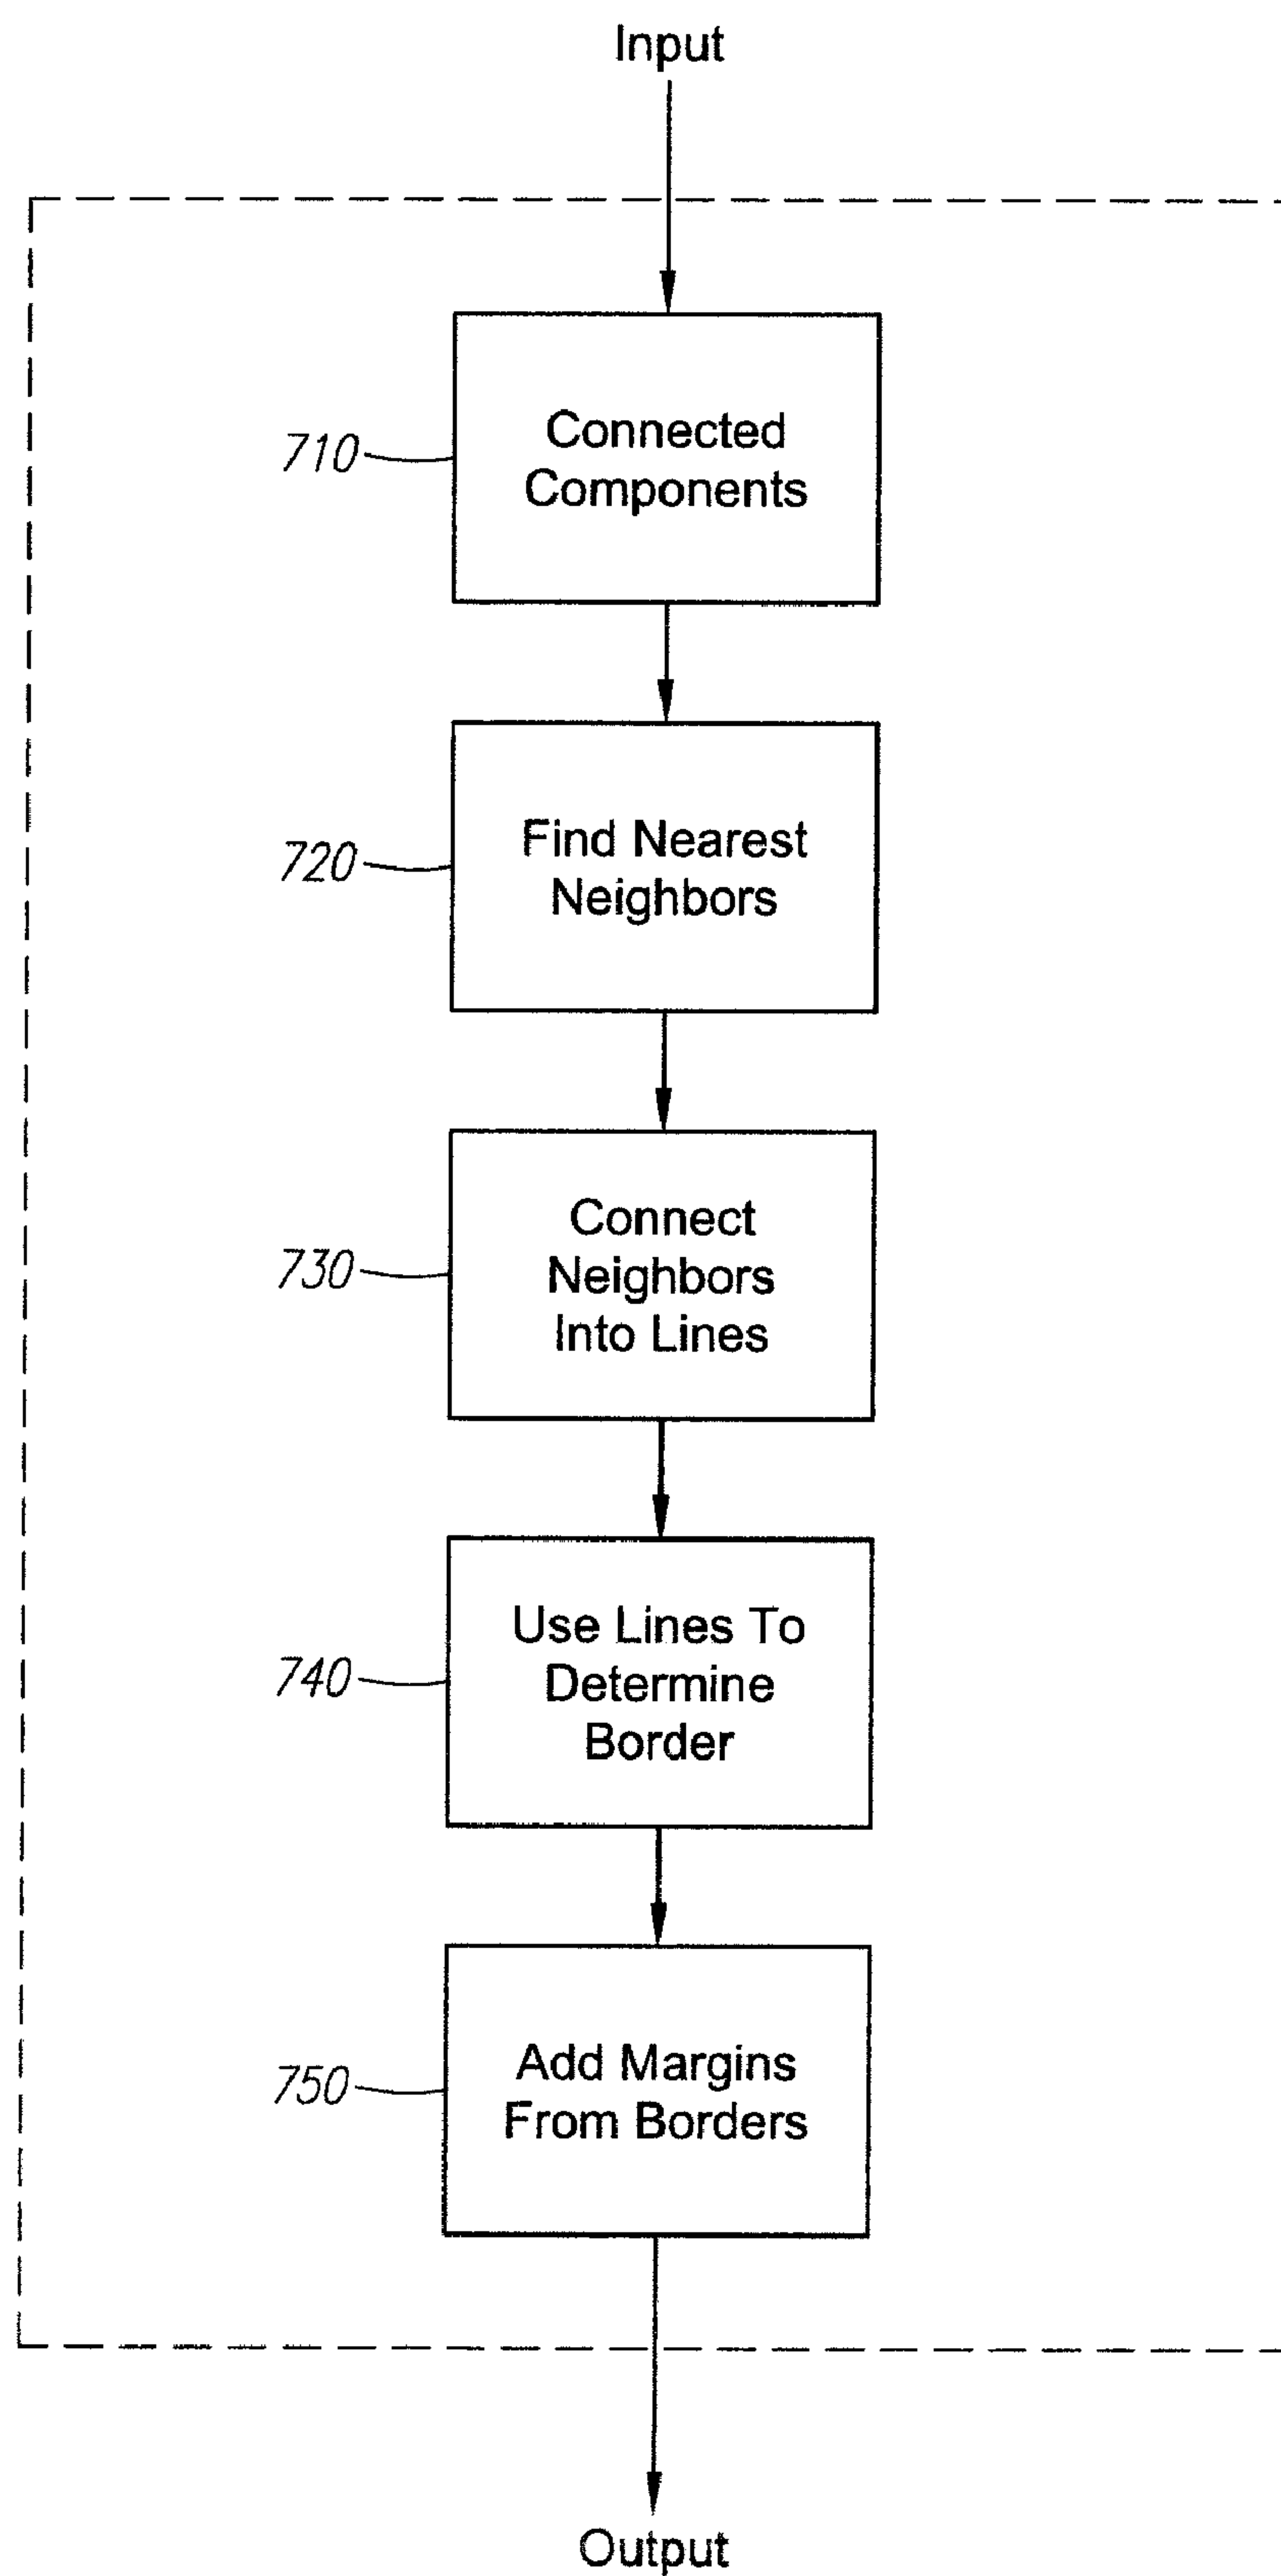 Input
710
Connected
Components
720
Find Nearest
Neighbors
730
Connect
Neighbors
Into Lines
740
Use Lines To
Determine
Border
750
Add Margins
From Borders
Output